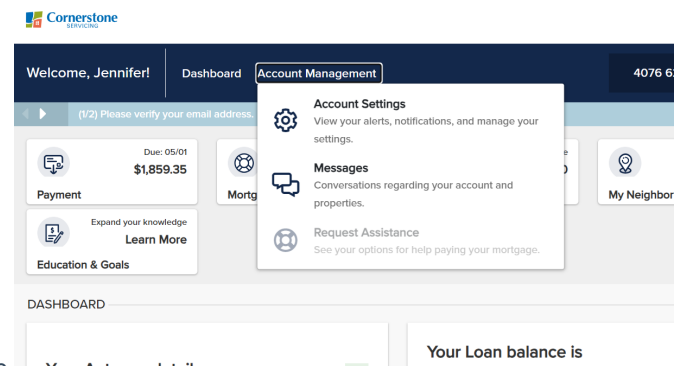 Cornerstone
SERVICING
Welcome, Jennifer!
Dashboard
Account Management
4076 6
(1/2) Please verify your email address.
Account Settings
View your alerts, notifications, and manage your
settings.
Messages
Conversations regarding your account and
properties.
Request Assistance
See your options for help paying your mortgage.
Due: 05/01
$1,859.35
Payment
Mortg
My Neighbor
Expand your knowledge
Learn More
Education & Goals
DASHBOARD
Your Loan balance is